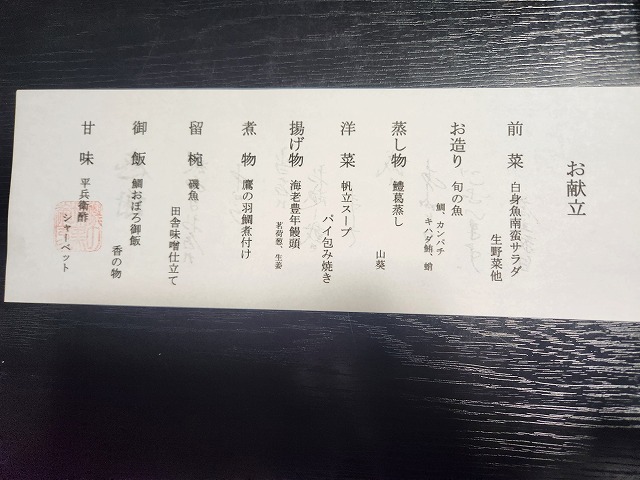 お献立
前菜 白身魚南蛮サラダ
生野菜他
お造り 旬の魚
鯛、カンパチ
キハダ鮪、蛸
蒸し物 鱧葛蒸し
山葵
洋菜 帆立スープ
パイ包み焼き
揚げ物 海老豊年饅頭
茗荷葱、生姜
煮物 鷹の羽鯛煮付け
留椀 磯魚
田舎味噌仕立て
御飯 鯛おぼろ御飯
香の物
甘味 平兵衛酢
シャーベット